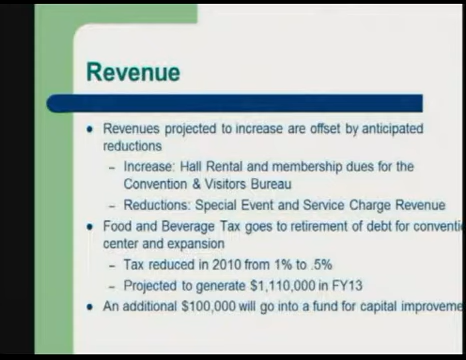 Revenue
Revenues projected to increase are offset by anticipated
reductions
– Increase: Hall Rental and membership dues for the
Convention & Visitors Bureau
– Reductions: Special Event and Service Charge Revenue
Food and Beverage Tax goes to retirement of debt for conventi
center and expansion
– Tax reduced in 2010 from 1% to .5%
– Projected to generate $1,110,000 in FY13
An additional $100,000 will go into a fund for capital improveme